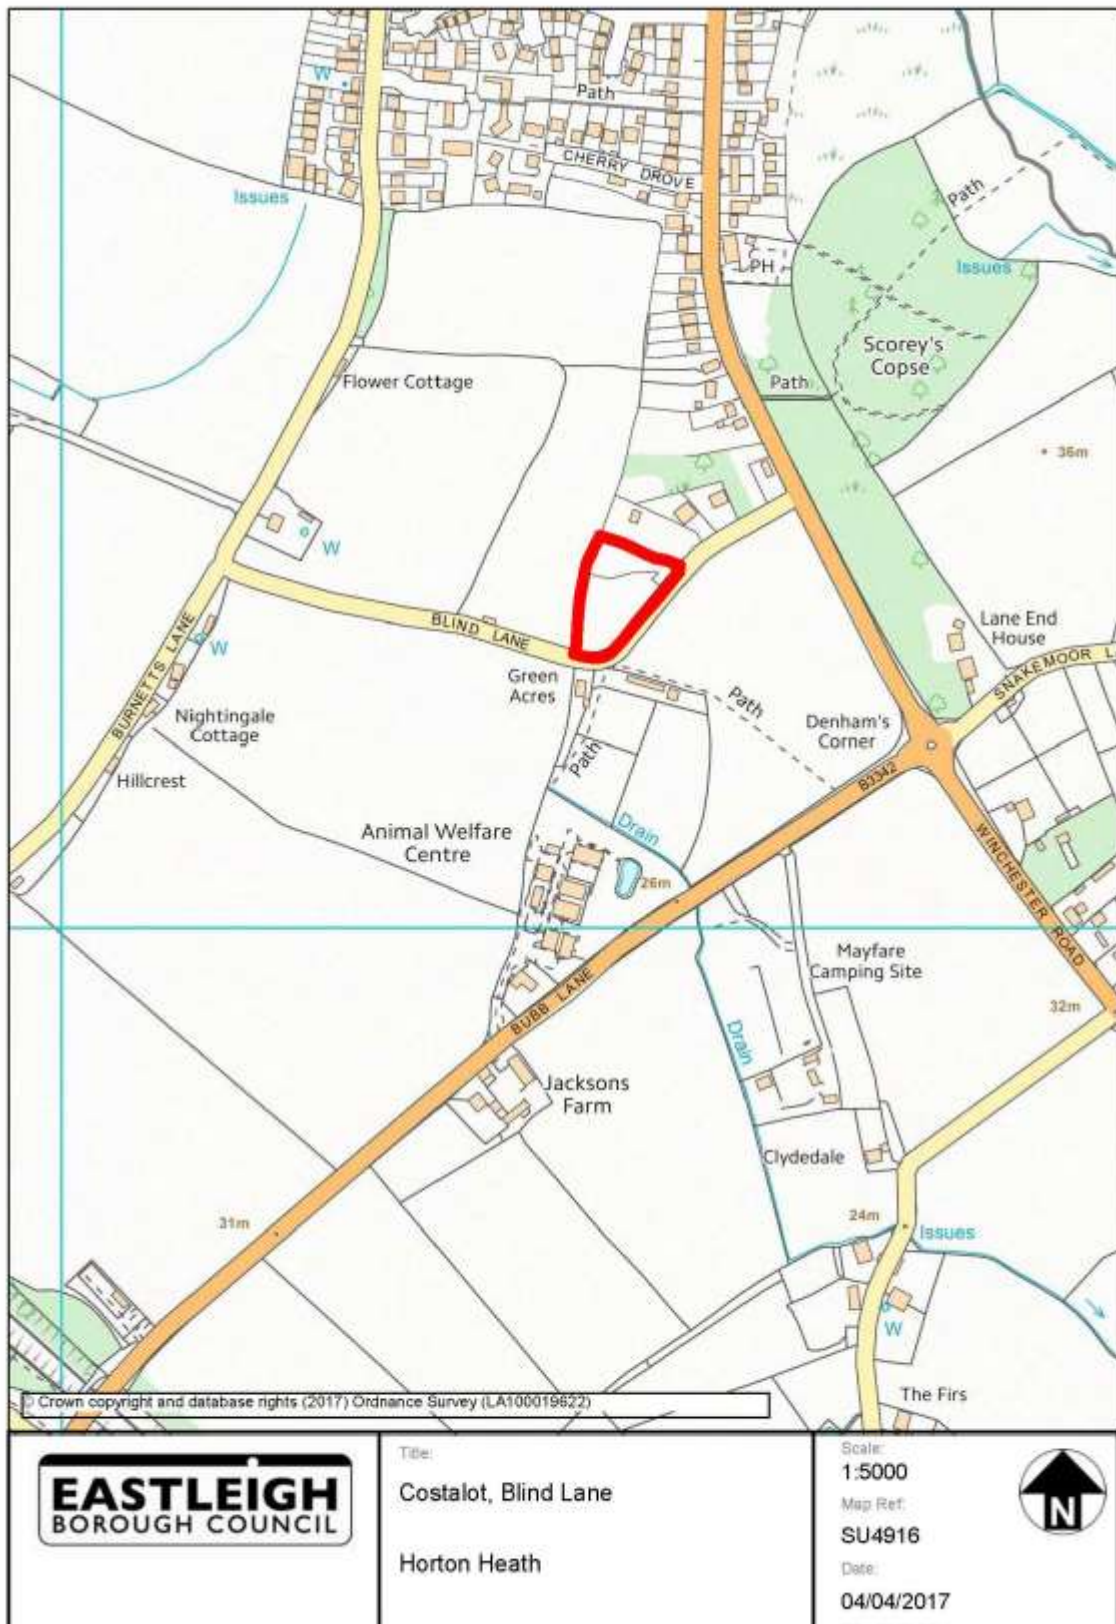 W
Path
CHERRY DROVE
Issues
PH
Path
Issues
Scorey's
Copse
Flower Cottage
Path
36m
W
BLIND LANE
BURNETTS LANE
W
Green
Acres
Lane End
House
Path
Denham's
Corner
Nightingale
Cottage
Path
Hillcrest
B3342
Animal Welfare
Centre
Drain
26m
WINCHESTER ROAD
Mayfare
Camping Site
BUBB LANE
32m
Drain
Jacksons
Farm
Clydedale
31m
24m
Issues
W
The Firs
© Crown copyright and database rights (2017) Ordnance Survey (LA100019622)
EASTLEIGH
BOROUGH COUNCIL
Title:
Costalot, Blind Lane
Horton Heath
Scale:
1:5000
Map Ref:
SU4916
Date:
04/04/2017
N